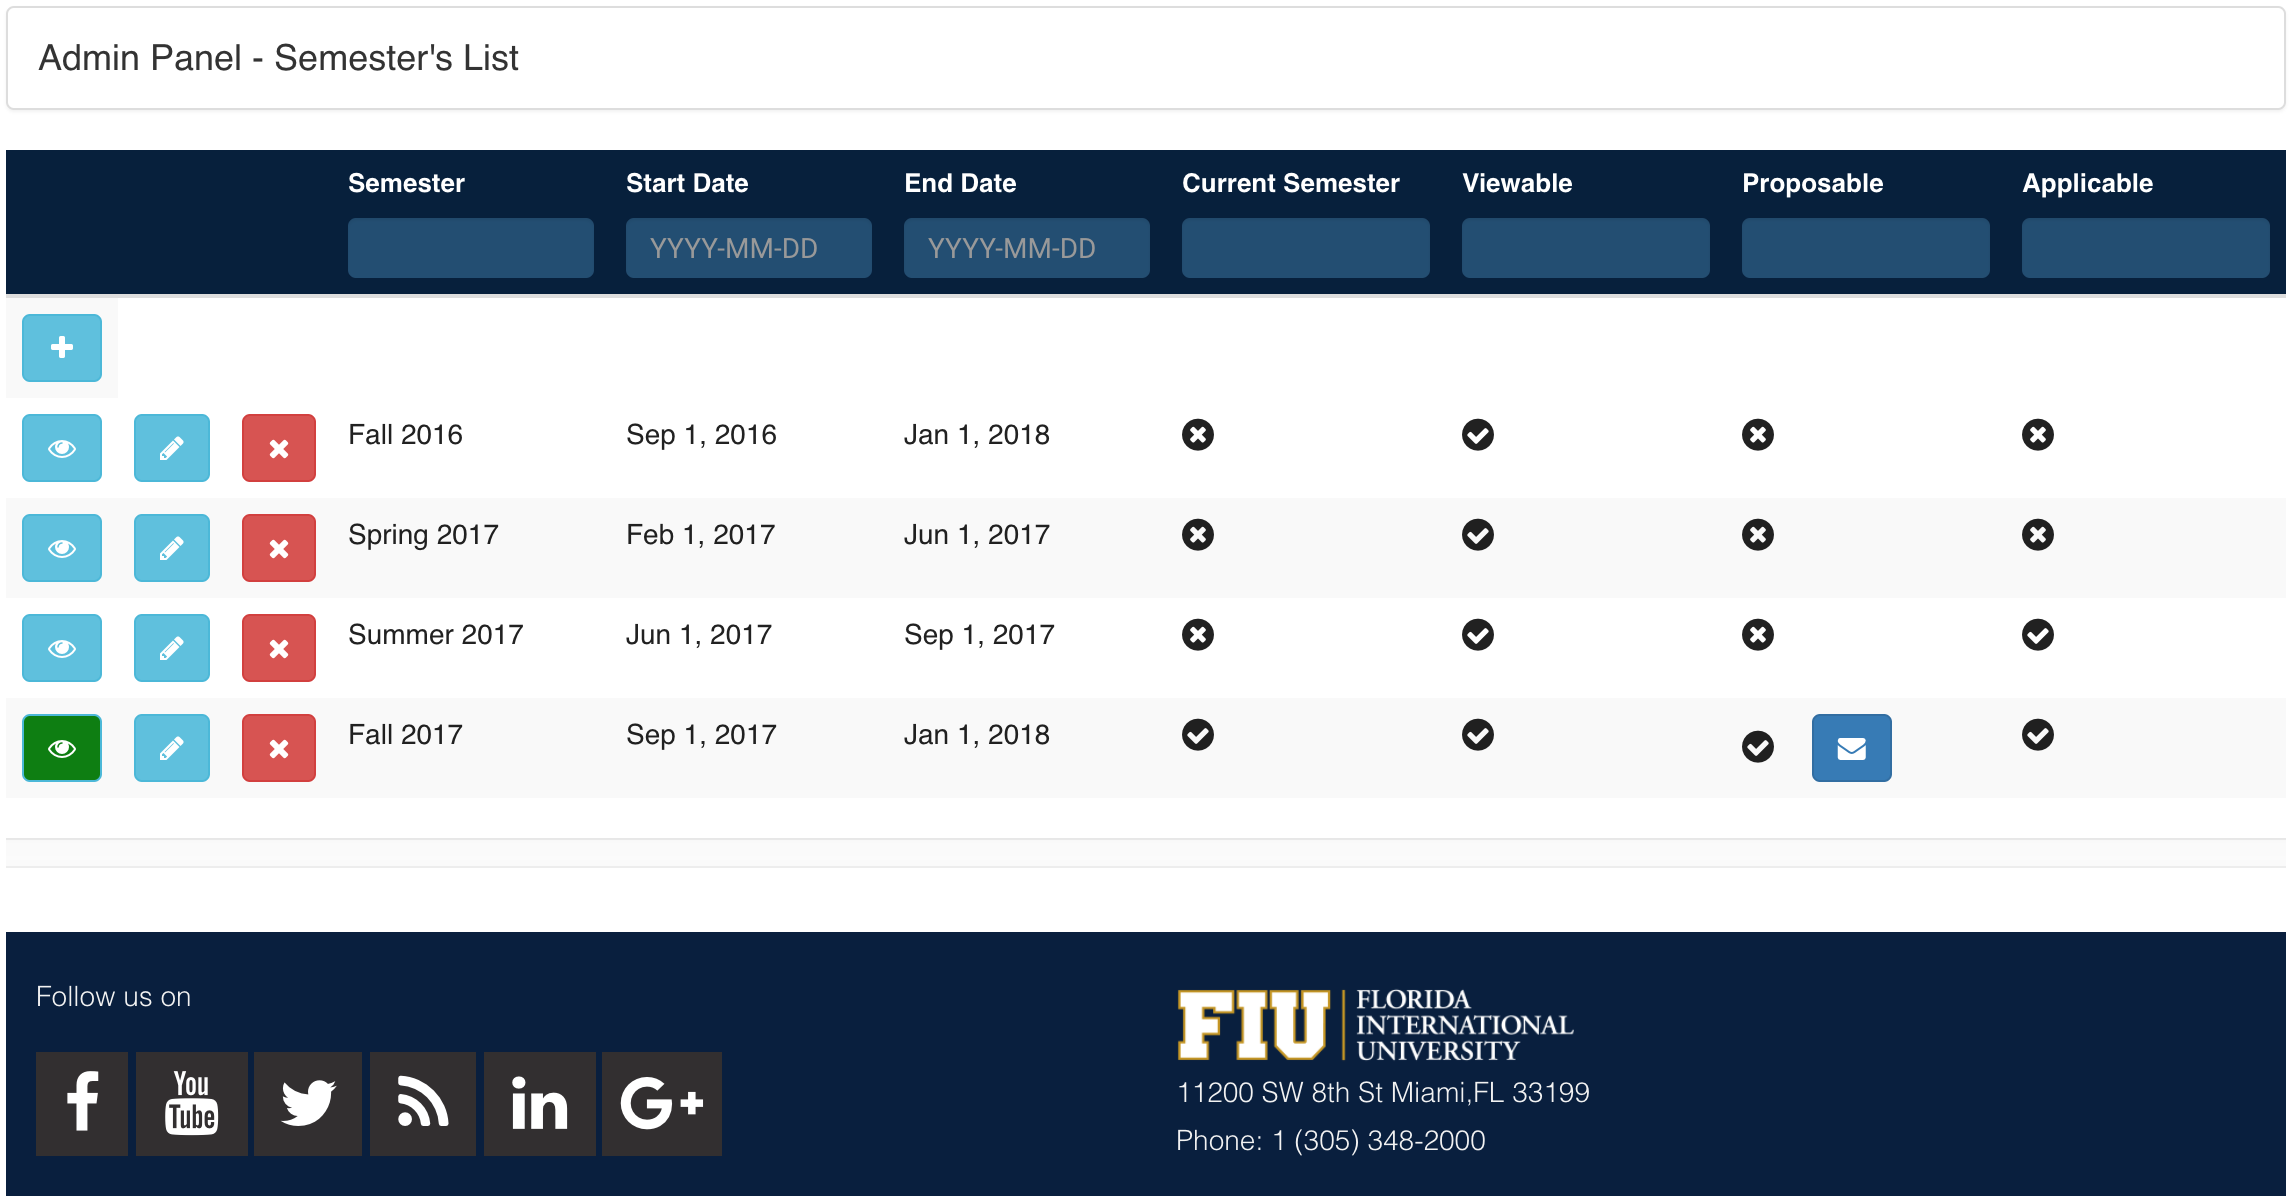 Admin Panel - Semester's List
Semester Start Date End Date Current Semester Viewable Proposable Applicable
YYYY-MM-DD YYYY-MM-DD
Fall 2016 Sep 1, 2016 Jan 1, 2018
Spring 2017 Feb 1, 2017 Jun 1, 2017
Summer 2017 Jun 1, 2017 Sep 1, 2017
Fall 2017 Sep 1, 2017 Jan 1, 2018
Follow us on
You
Tube
in
G+
FIU
FLORIDA
INTERNATIONAL
UNIVERSITY
11200 SW 8th St Miami,FL 33199
Phone: 1 (305) 348-2000